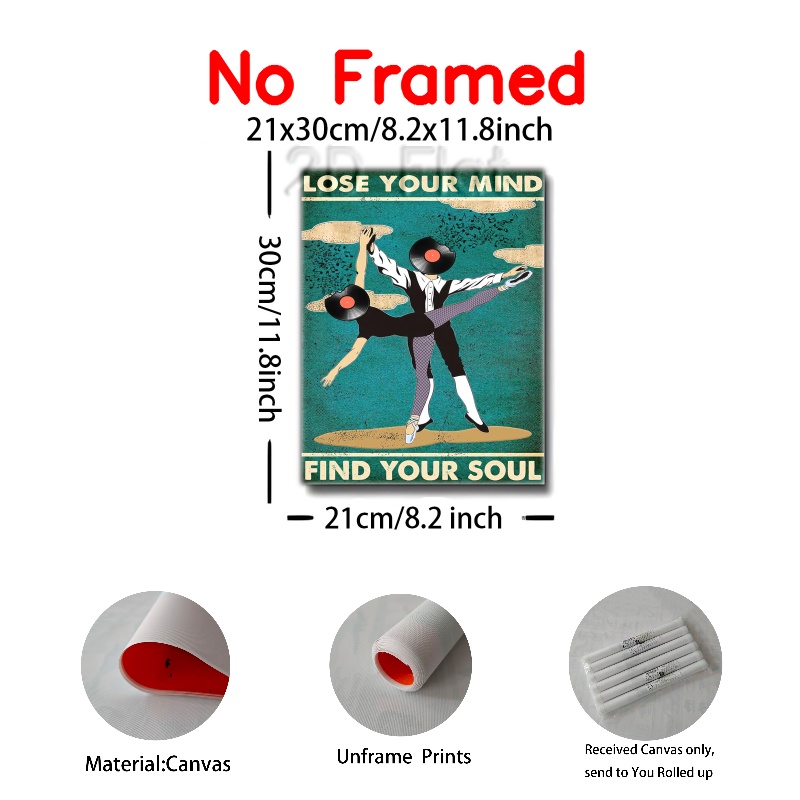 No Framed
21x30cm/8.2x11.8inch
LOSE YOUR MIND
30cm/11.8inch
FIND YOUR SOUL
21cm/8.2 inch
Material:Canvas
Unframe Prints
Received Canvas only,
send to You Rolled up